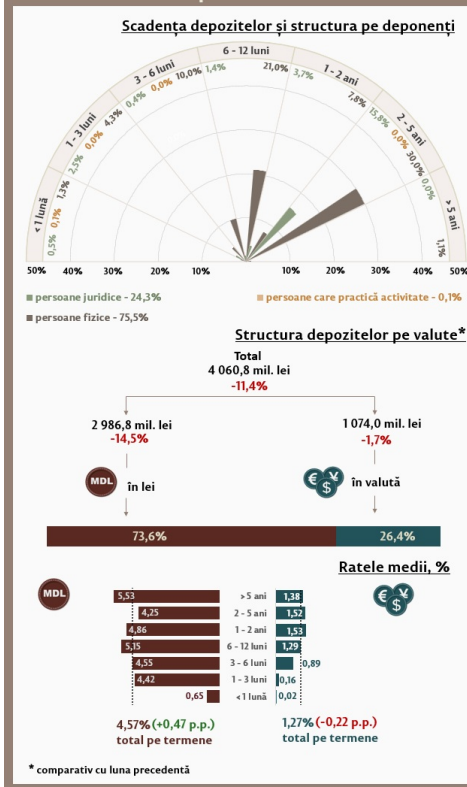 Scadența depozitelor și structura pe deponenți
< 1 lună
1 - 3 luni
3 - 6 luni
6 - 12 luni
1 - 2 ani
2 - 5 ani
> 5 ani
0,5%
0,1%
1,3%
2,5%
0,0%
4,3%
0,4%
0,0%
10,0%
1,4%
21,0%
3,7%
7,8%
15,8%
0,0%
30,0%
0,0%
1,1%
50% 40% 30% 20% 10% 10% 20% 30% 40% 50%
persoane juridice - 24,3%
persoane care practică activitate - 0,1%
persoane fizice - 75,5%
Structura depozitelor pe valute*
Total
4 060,8 mil. lei
-11,4%
2 986,8 mil. lei
-14,5%
1 074,0 mil. lei
-1,7%
MDL
în lei
€ $ ¥
în valută
73,6% 26,4%
Ratele medii, %
MDL
€ $ ¥
5,53 > 5 ani 1,38
4,25 2 - 5 ani 1,52
4,86 1 - 2 ani 1,53
5,15 6 - 12 luni 1,29
4,55 3 - 6 luni 0,89
4,42 1 - 3 luni 0,16
0,65 < 1 lună 0,02
4,57% (+0,47 p.p.)
total pe termene
1,27% (-0,22 p.p.)
total pe termene
* comparativ cu luna precedentă